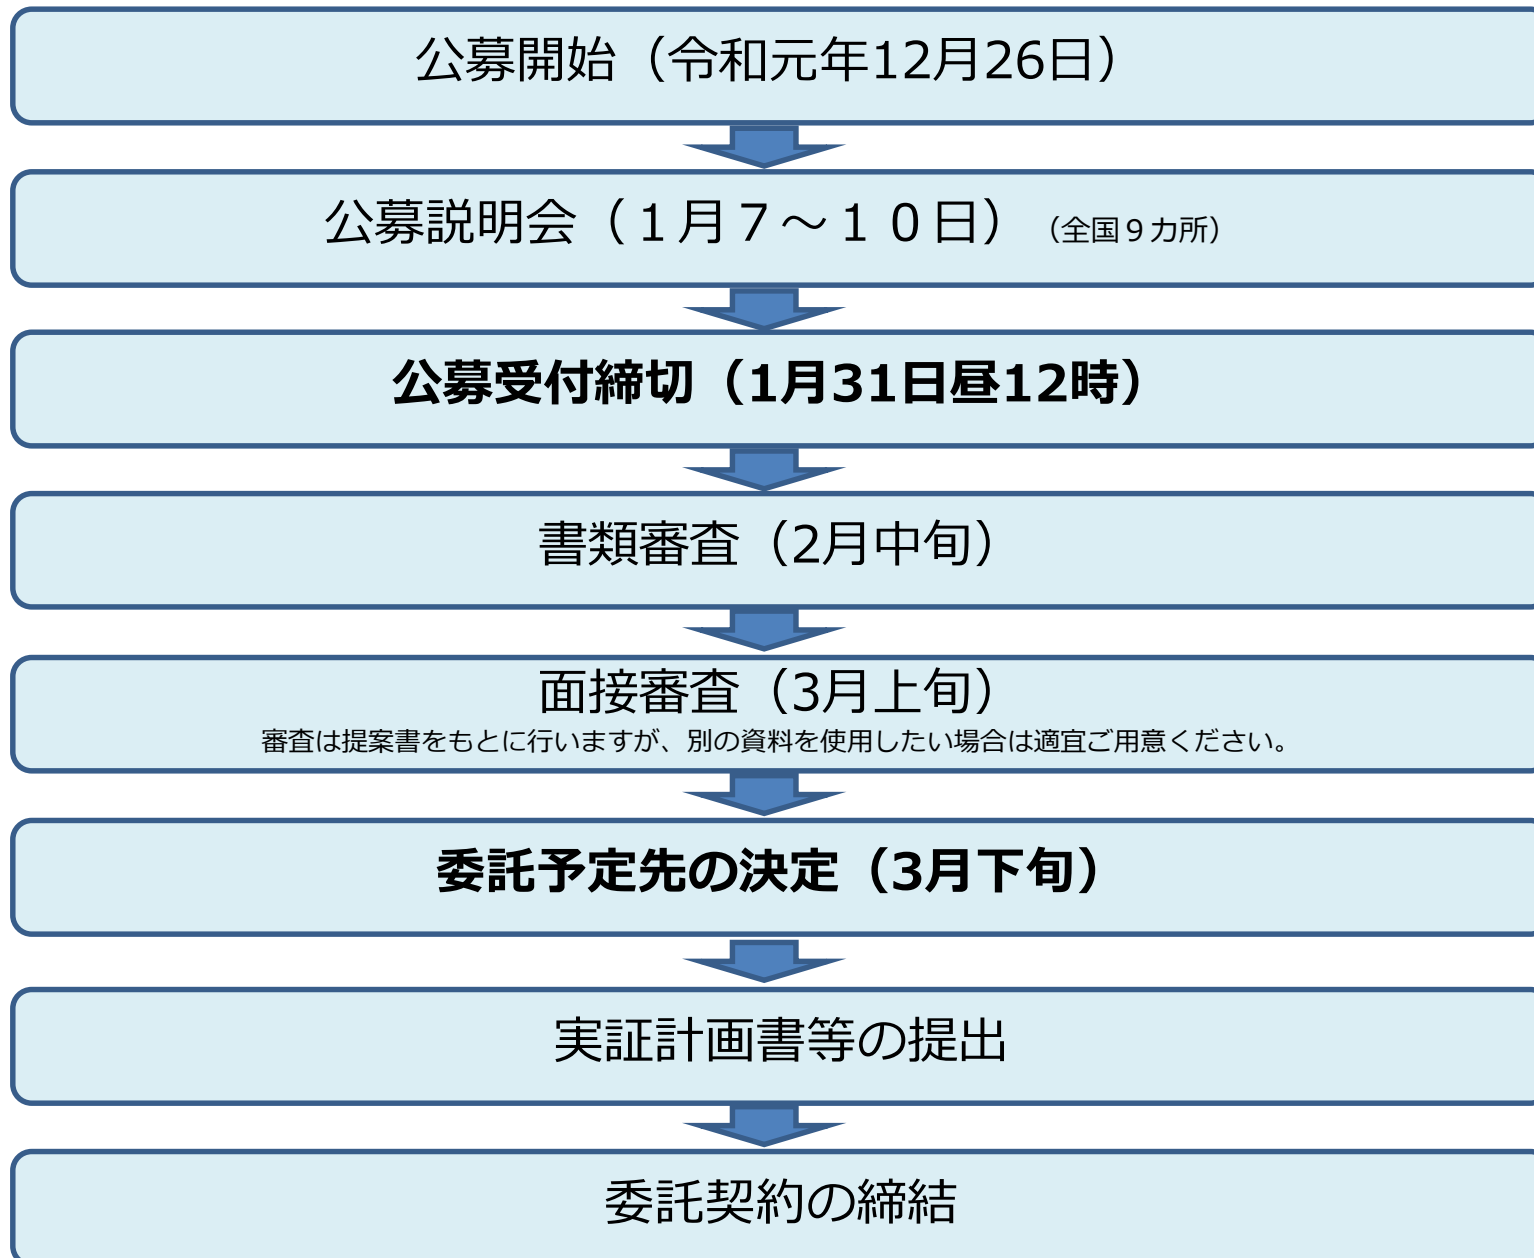 公募開始（令和元年12月26日）
公募説明会（１月７～１０日）（全国９カ所）
公募受付締切（1月31日昼12時）
書類審査（2月中旬）
面接審査（3月上旬）
審査は提案書をもとに行いますが、別の資料を使用したい場合は適宜ご用意ください。
委託予定先の決定（3月下旬）
実証計画書等の提出
委託契約の締結